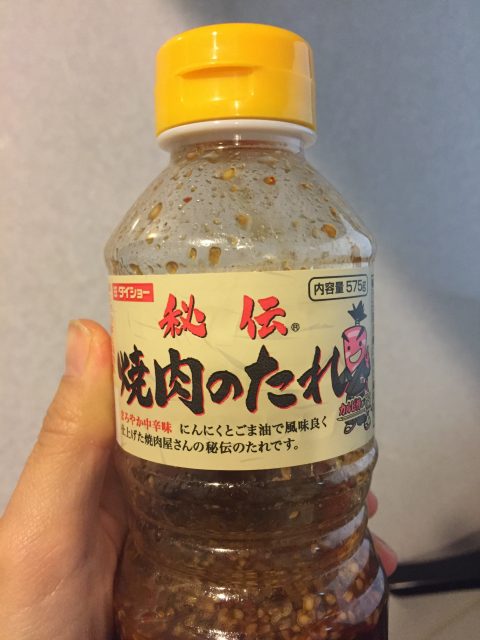 ダイショー
内容量 575g
秘伝®
焼肉のたれ
まろやか中辛味 にんにくとごま油で風味良く
仕上げた焼肉屋さんの秘伝のたれです。